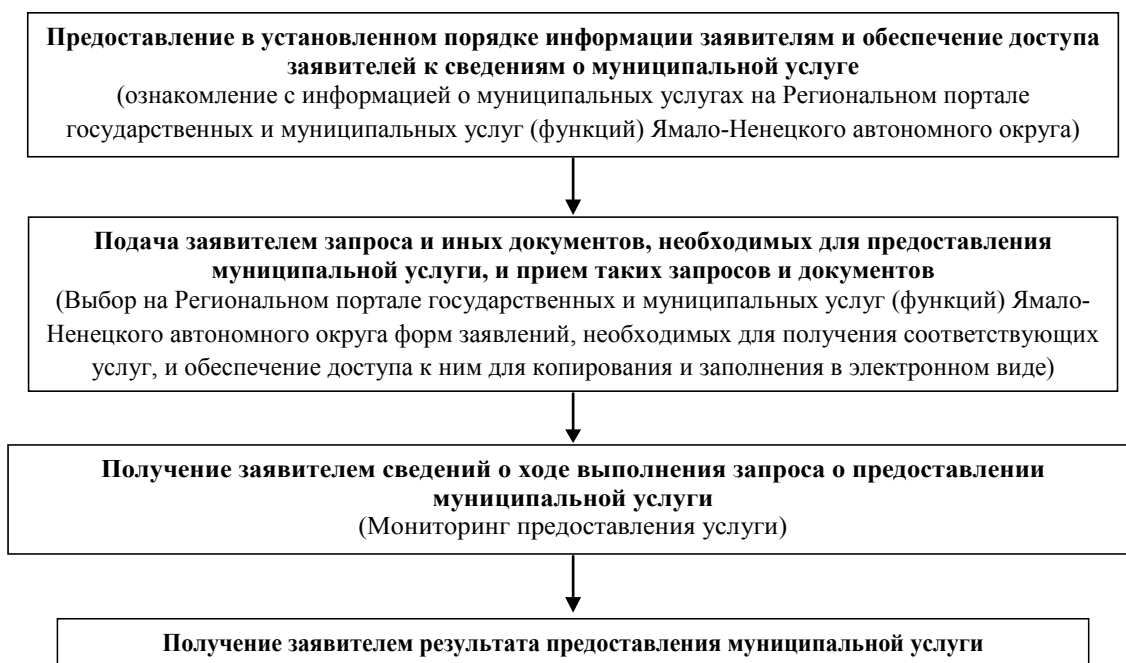 Предоставление в установленном порядке информации заявителям и обеспечение доступа
заявителей к сведениям о муниципальной услуге
(ознакомление с информацией о муниципальных услугах на Региональном портале
государственных и муниципальных услуг (функций) Ямало-Ненецкого автономного округа)
Подача заявителем запроса и иных документов, необходимых для предоставления
муниципальной услуги, и прием таких запросов и документов
(Выбор на Региональном портале государственных и муниципальных услуг (функций) Ямало-
Ненецкого автономного округа форм заявлений, необходимых для получения соответствующих
услуг, и обеспечение доступа к ним для копирования и заполнения в электронном виде)
Получение заявителем сведений о ходе выполнения запроса о предоставлении
муниципальной услуги
(Мониторинг предоставления услуги)
Получение заявителем результата предоставления муниципальной услуги